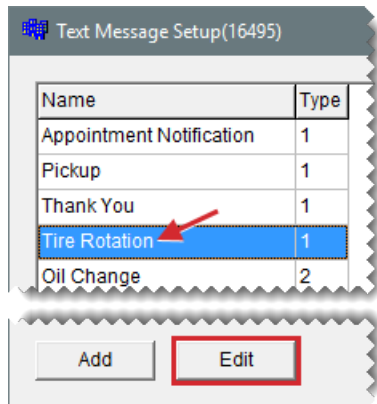 Text Message Setup(16495)
Name Type
Appointment Notification 1
Pickup 1
Thank You 1
Tire Rotation 1
Oil Change 2
Add Edit